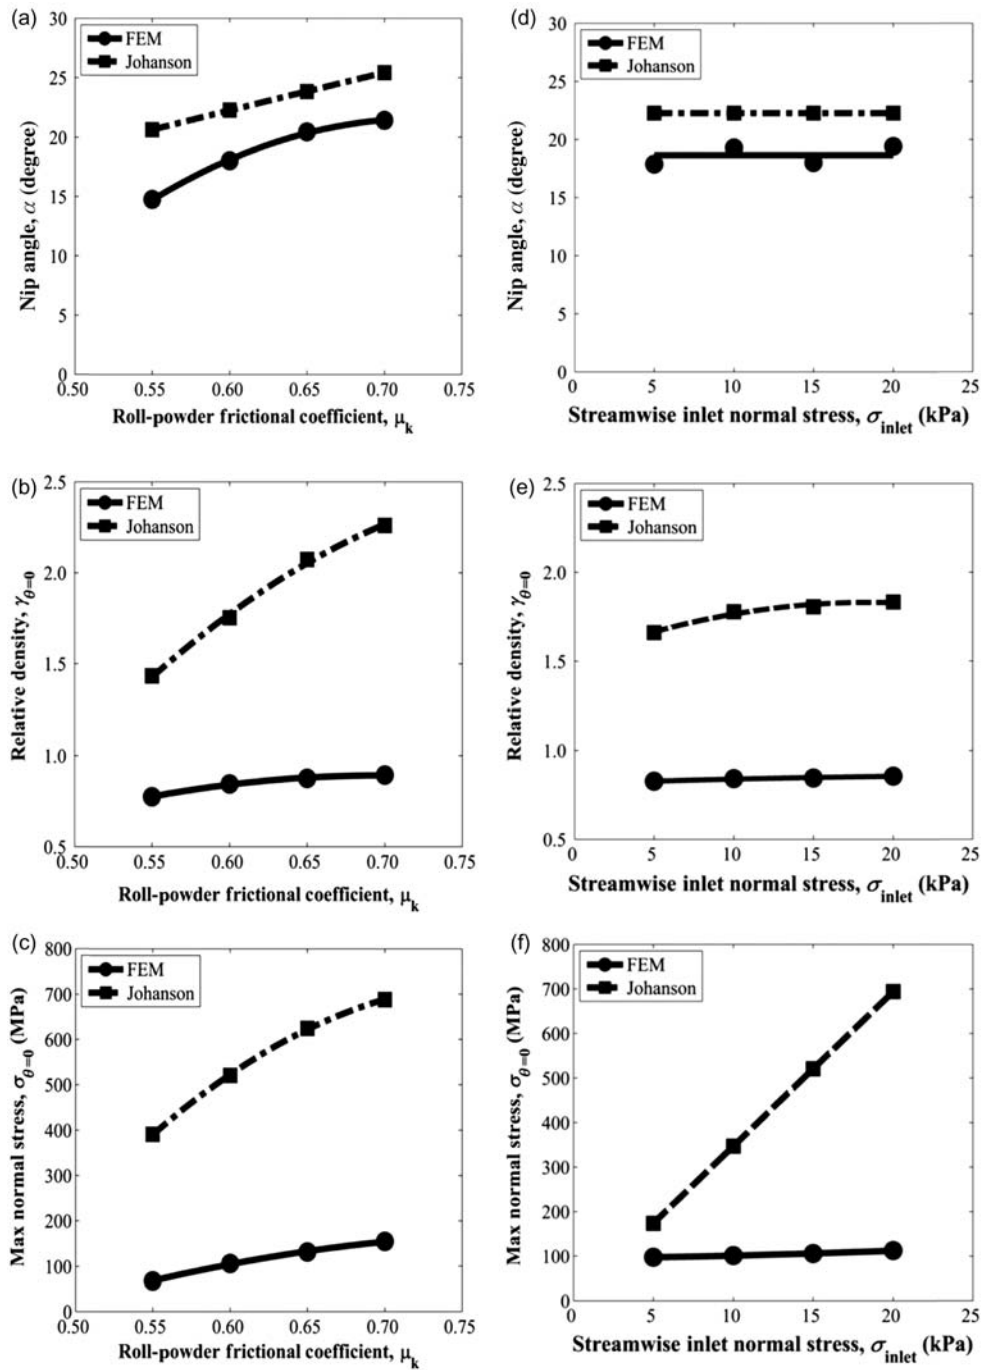 (a)
30
25
20
15
10
5
0
0.50 0.55 0.60 0.65 0.70 0.75
FEM
Johanson
Nip angle, α (degree)
Roll-powder frictional coefficient, μk
(d)
30
25
20
15
10
5
0
0 5 10 15 20 25
FEM
Johanson
Nip angle, α (degree)
Streamwise inlet normal stress, σinlet (kPa)
(b)
2.5
2.0
1.5
1.0
0.5
0.50 0.55 0.60 0.65 0.70 0.75
FEM
Johanson
Relative density, γθ=0
Roll-powder frictional coefficient, μk
(e)
2.5
2.0
1.5
1.0
0.5
0 5 10 15 20 25
FEM
Johanson
Relative density, γθ=0
Streamwise inlet normal stress, σinlet (kPa)
(c)
800
700
600
500
400
300
200
100
0
0.50 0.55 0.60 0.65 0.70 0.75
FEM
Johanson
Max normal stress, σθ=0 (MPa)
Roll-powder frictional coefficient, μk
(f)
800
700
600
500
400
300
200
100
0
0 5 10 15 20 25
FEM
Johanson
Max normal stress, σθ=0 (MPa)
Streamwise inlet normal stress, σinlet (kPa)